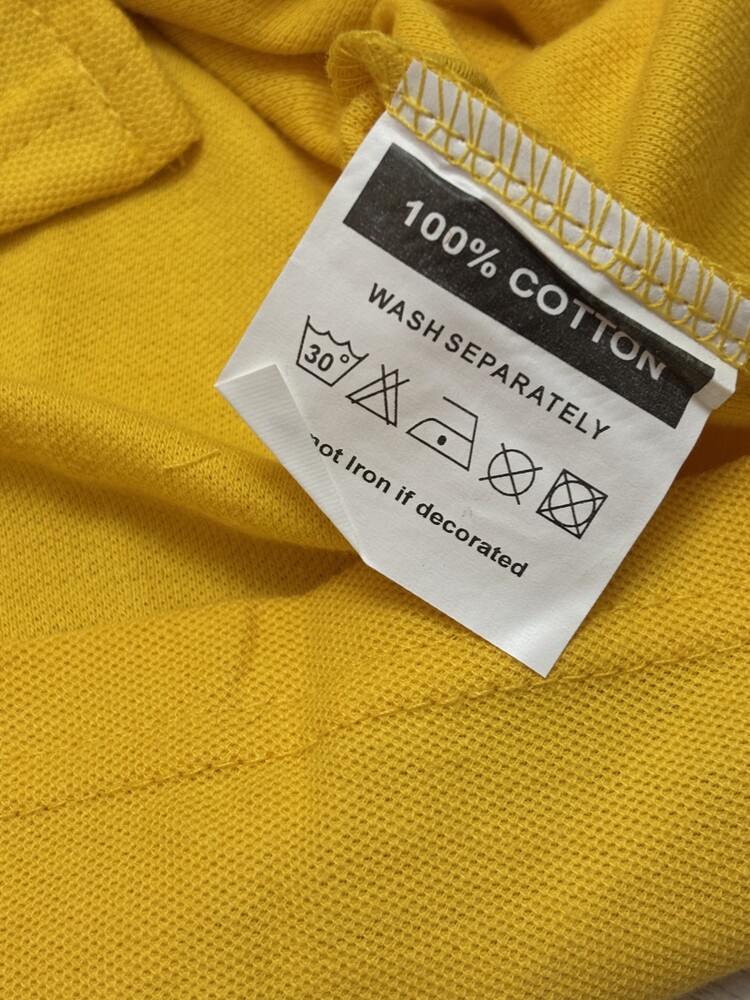 100% COTTON
WASH SEPARATELY
30°
not Iron if decorated